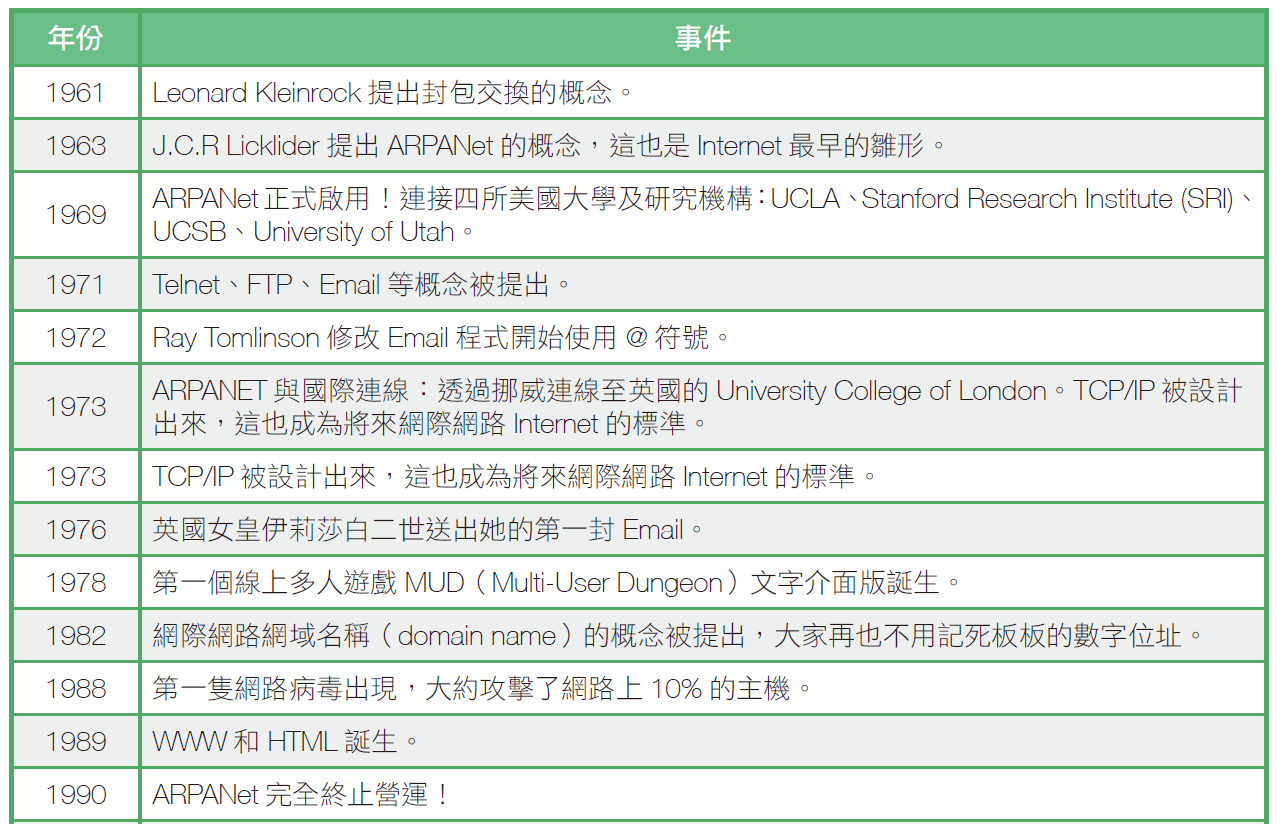 年份 事件
1961 Leonard Kleinrock 提出封包交換的概念。
1963 J.C.R Licklider 提出 ARPANet 的概念，這也是 Internet 最早的雛形。
1969 ARPANet 正式啟用！連接四所美國大學及研究機構：UCLA、Stanford Research Institute (SRI)、
UCSB、University of Utah。
1971 Telnet、FTP、Email 等概念被提出。
1972 Ray Tomlinson 修改 Email 程式開始使用 @ 符號。
1973 ARPANET 與國際連線：透過挪威連線至英國的 University College of London。TCP/IP 被設計
出來，這也成為將來網際網路 Internet 的標準。
1973 TCP/IP 被設計出來，這也成為將來網際網路 Internet 的標準。
1976 英國女皇伊莉莎白二世送出她的第一封 Email。
1978 第一個線上多人遊戲 MUD（Multi-User Dungeon）文字介面版誕生。
1982 網際網路網域名稱（domain name）的概念被提出，大家再也不用記死板板的數字位址。
1988 第一隻網路病毒出現，大約攻擊了網路上 10% 的主機。
1989 WWW 和 HTML 誕生。
1990 ARPANet 完全終止營運！